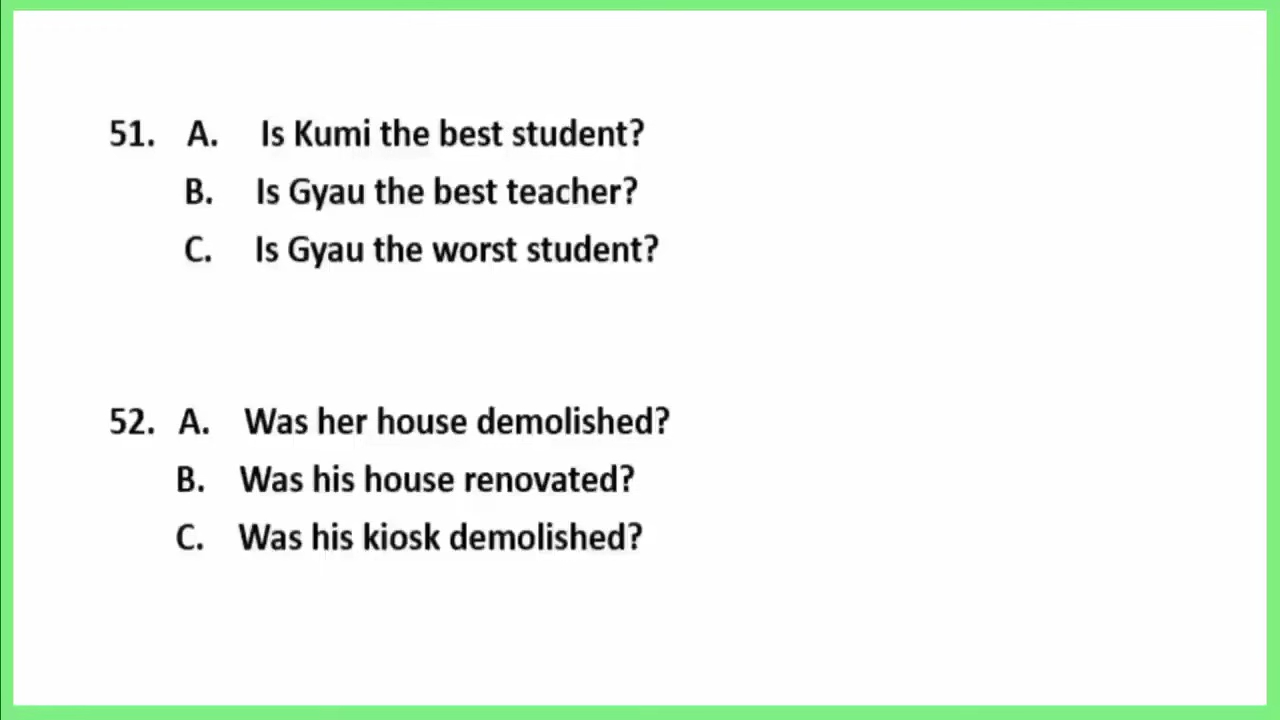 51. A. Is Kumi the best student?
B. Is Gyau the best teacher?
C. Is Gyau the worst student?
52. A. Was her house demolished?
B. Was his house renovated?
C. Was his kiosk demolished?